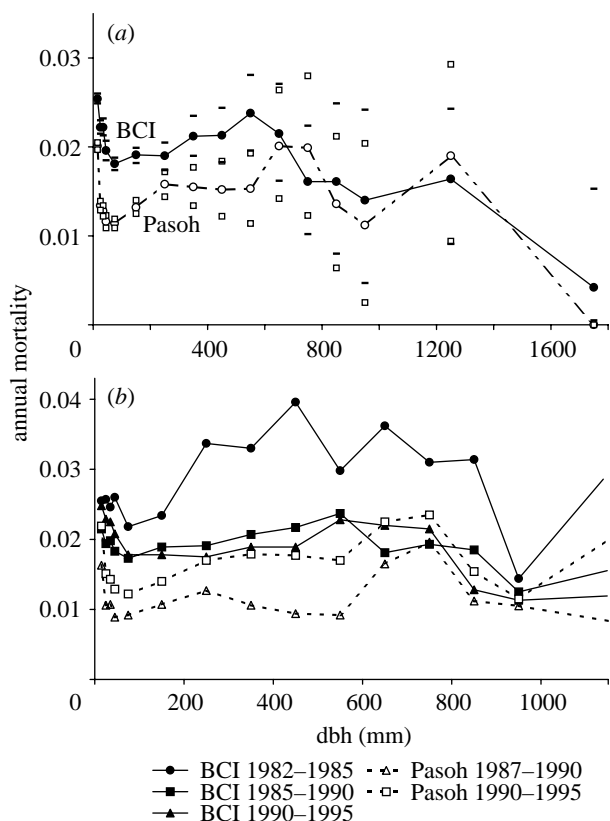 (a)
0.03
0.02
0.01
BCI
Pasoh
0
400
800
1200
1600
annual mortality
(b)
0.04
0.03
0.02
0.01
0
200
400
600
800
1000
dbh (mm)
BCI 1982–1985
BCI 1985–1990
BCI 1990–1995
Pasoh 1987–1990
Pasoh 1990–1995